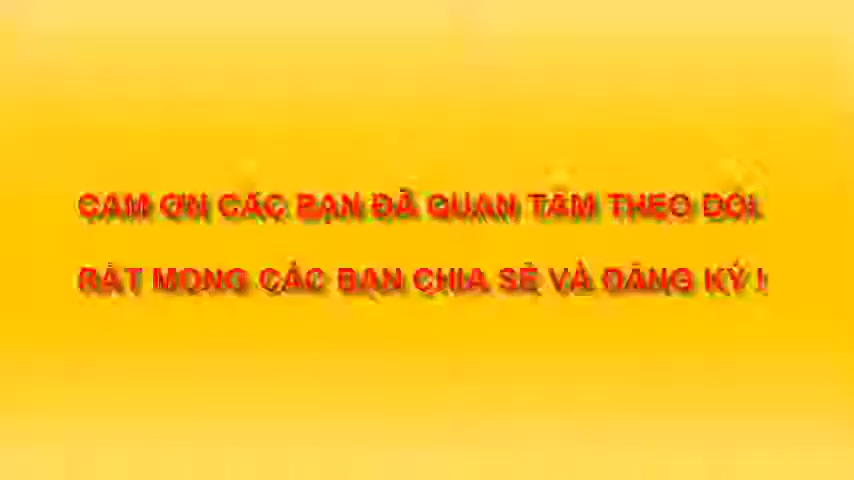 CẢM ƠN CÁC BẠN ĐÃ QUAN TÂM THEO DÕI.
RẤT MONG CÁC BẠN CHIA SẺ VÀ ĐĂNG KÝ !